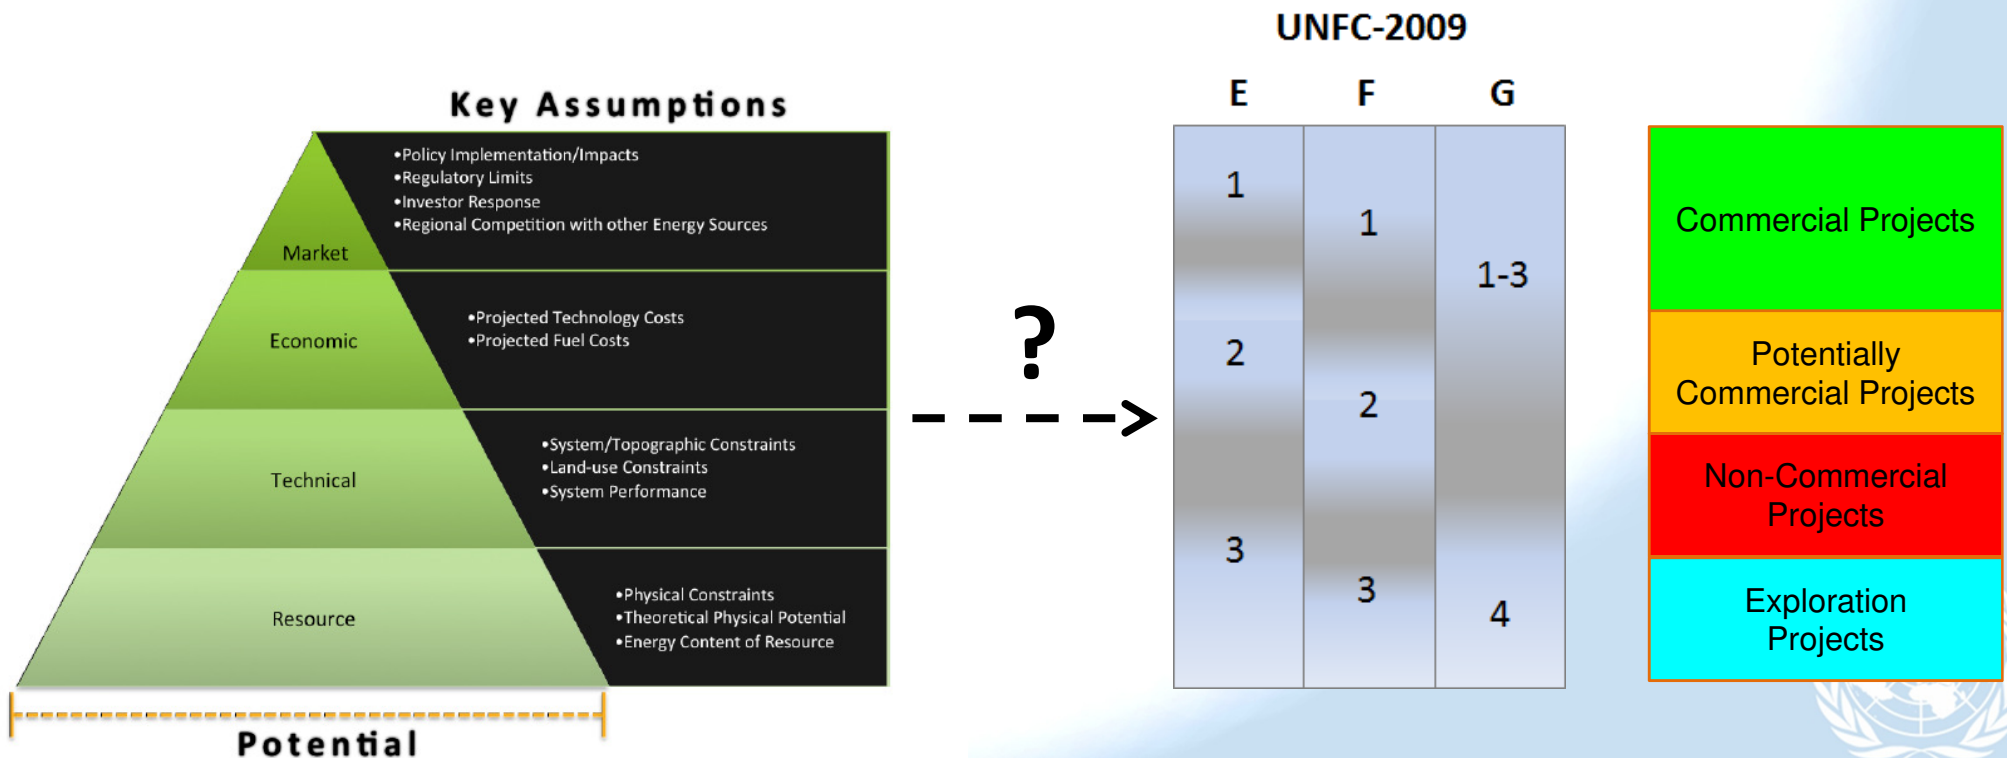 UNFC-2009
Key Assumptions
E F G
•Policy Implementation/Impacts
•Regulatory Limits
•Investor Response
•Regional Competition with other Energy Sources
Market
•Projected Technology Costs
•Projected Fuel Costs
Economic
•System/Topographic Constraints
•Land-use Constraints
•System Performance
Technical
•Physical Constraints
•Theoretical Physical Potential
•Energy Content of Resource
Resource
Potential
?
1
2
3
1
2
3
1-3
4
Commercial Projects
Potentially
Commercial Projects
Non-Commercial
Projects
Exploration
Projects